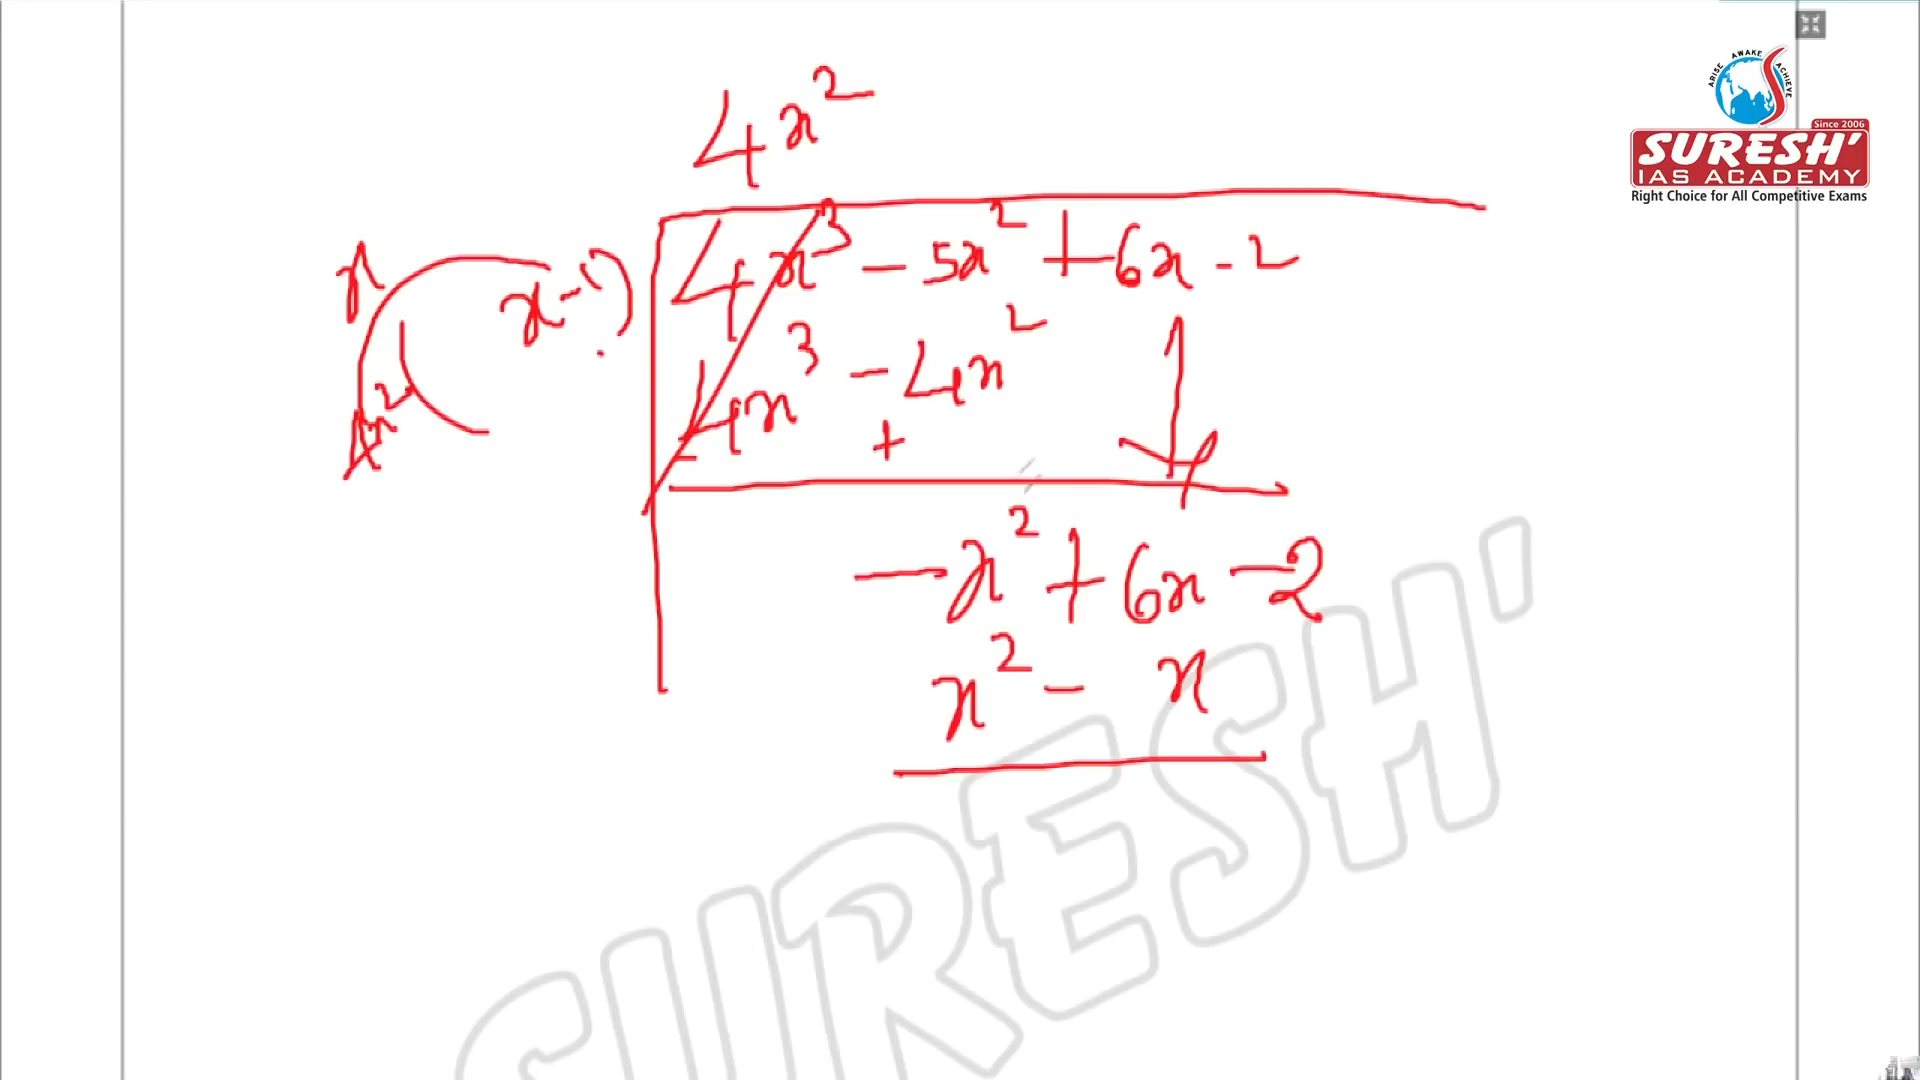 4x²
x
x-1) 4x³ - 5x² + 6x - 2
4x²
4x³ - 4x²
- +
-x² + 6x - 2
x² - x
ARISE AWAKE ACHIEVE
Since 2006
SURESH'
IAS ACADEMY
Right Choice for All Competitive Exams
SURESH'